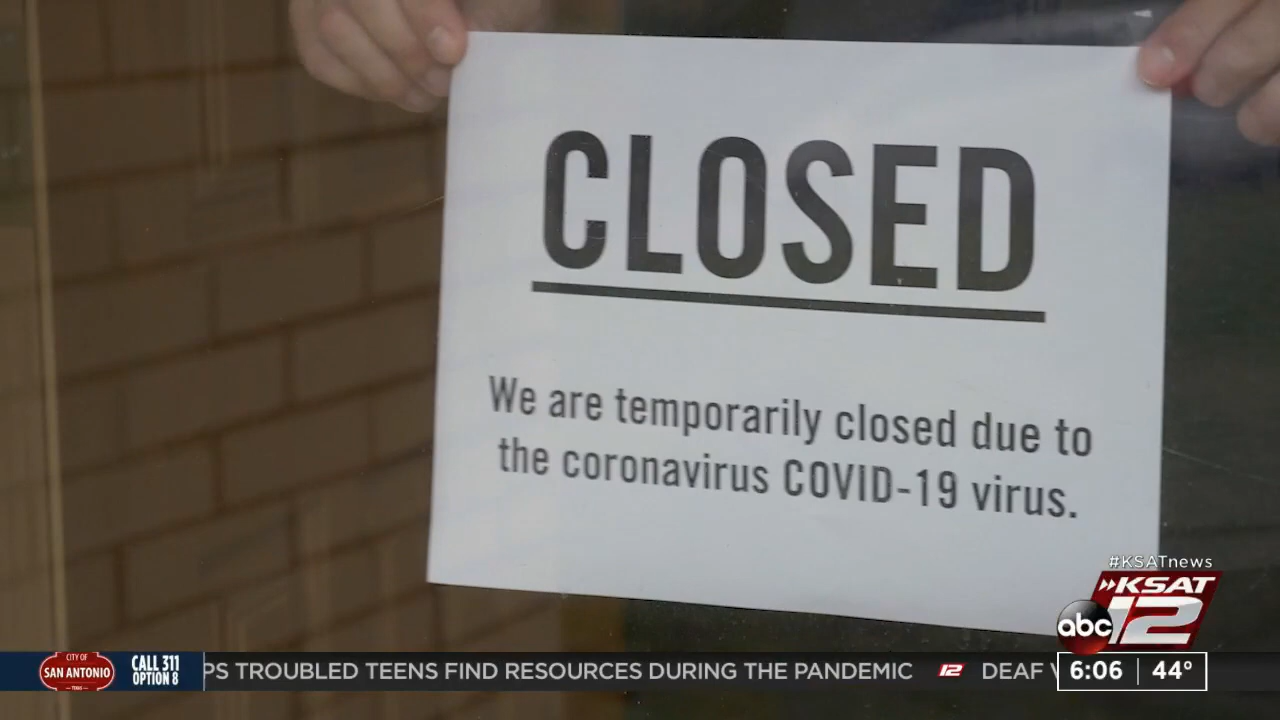 CLOSED
We are temporarily closed due to
the coronavirus COVID-19 virus.
#KSATnews
KSAT
abc 12
CITY OF
SAN ANTONIO
TEXAS
CALL 311
OPTION 8
PS TROUBLED TEENS FIND RESOURCES DURING THE PANDEMIC 12 DEAF
6:06 44°